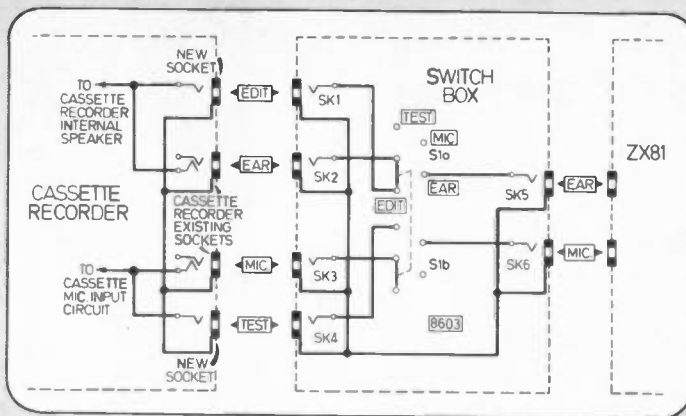 NEW
SOCKET
TO
CASSETTE
RECORDER
INTERNAL
SPEAKER
EDIT
SK1
SWITCH
BOX
TEST
MIC
S1a
ZX81
EAR
SK2
EAR
SK5
EAR
CASSETTE
RECORDER
CASSETTE
RECORDER
EXISTING
SOCKETS
EDIT
TO
CASSETTE
MIC. INPUT
CIRCUIT
MIC
SK3
S1b
SK6
MIC
TEST
SK4
8603
NEW
SOCKET